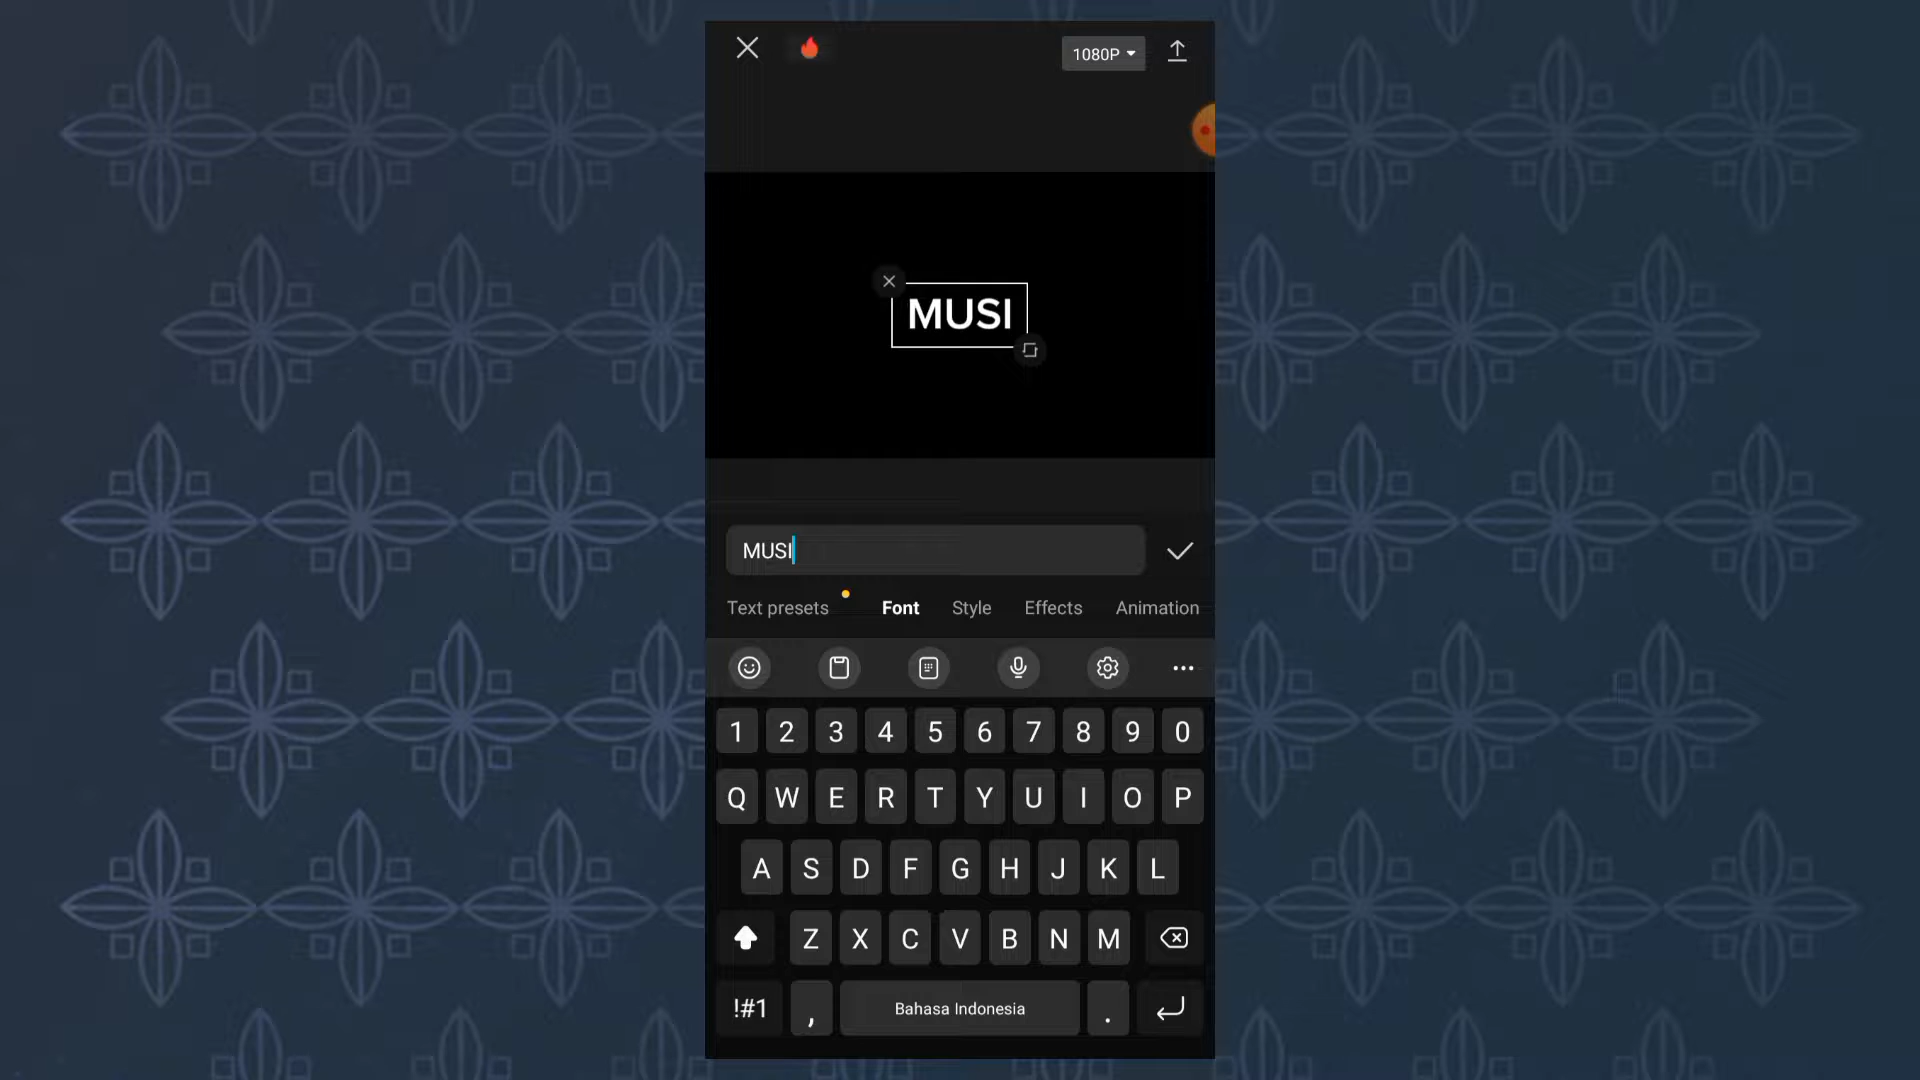 1080P
MUSI
MUSI
Text presets Font Style Effects Animation
1 2 3 4 5 6 7 8 9 0
Q W E R T Y U I O P
A S D F G H J K L
Z X C V B N M
!#1 , Bahasa Indonesia .